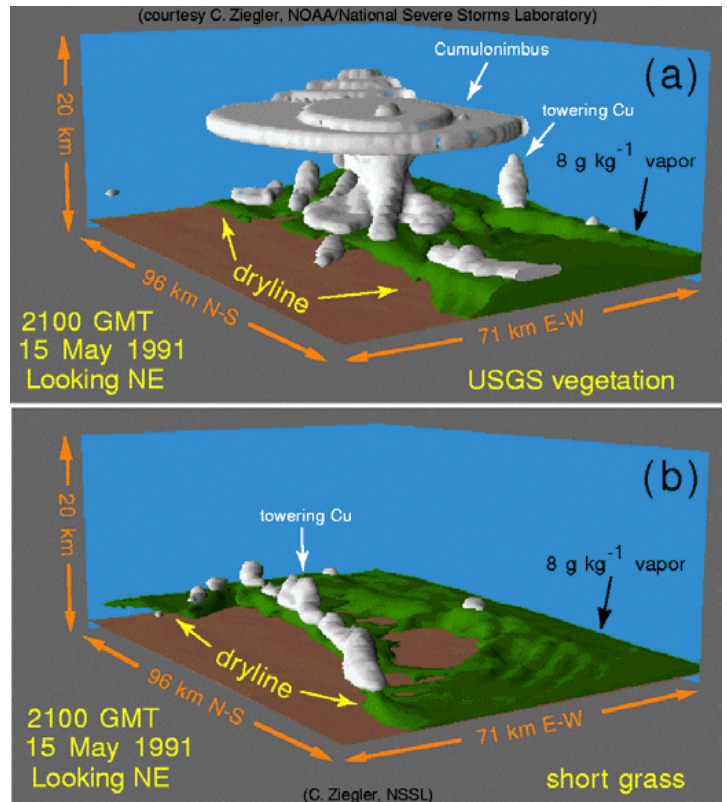 (courtesy C. Ziegler, NOAA/National Severe Storms Laboratory)
Cumulonimbus
(a)
towering Cu
20 km
8 g kg⁻¹ vapor
dryline
96 km N-S
2100 GMT
15 May 1991
Looking NE
71 km E-W
USGS vegetation
(b)
towering Cu
20 km
8 g kg⁻¹ vapor
dryline
96 km N-S
2100 GMT
15 May 1991
Looking NE
71 km E-W
short grass
(C. Ziegler, NSSL)